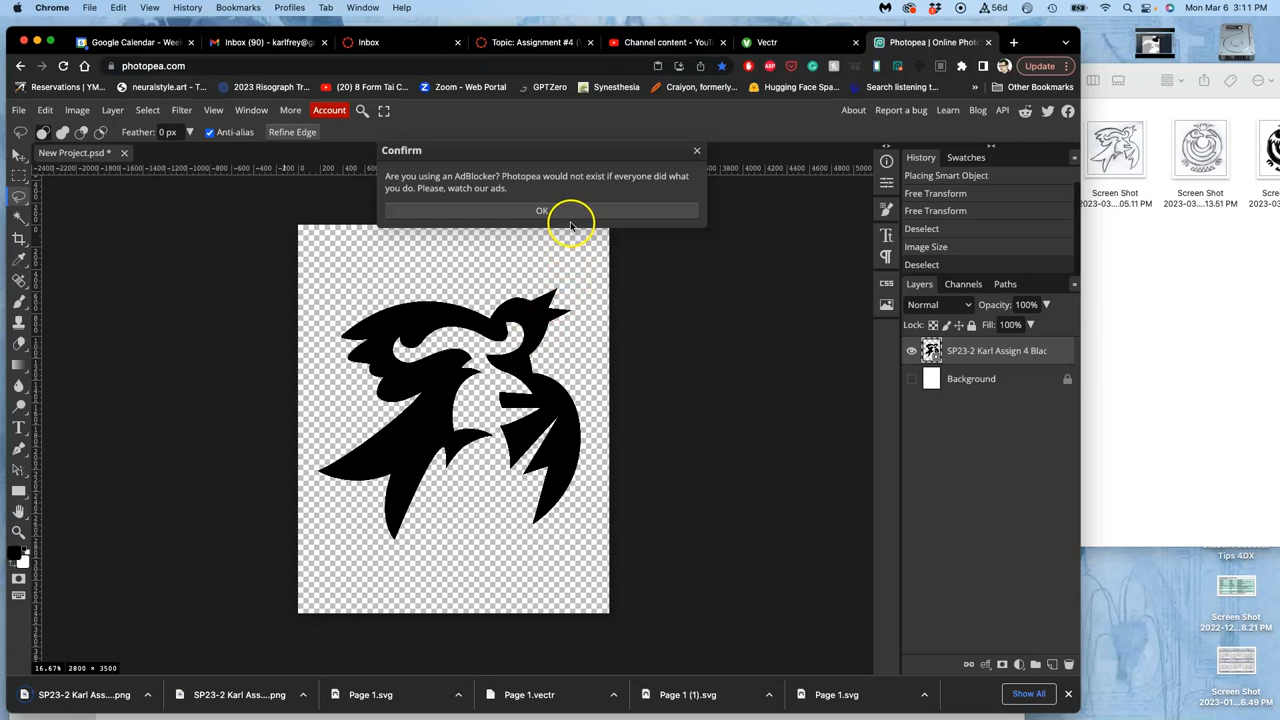 Chrome File Edit View History Bookmarks Profiles Tab Window Help 56d Mon Mar 6 3:11 PM
Google Calendar - Week Inbox (90) - karlfrey@gr Inbox Topic: Assignment #4 ( Channel content - YouTu Vectr Photopea | Online Phot
photopea.com Update
Reservations | YM... neuralstyle.art - T... 2023 Risograph Tr... (20) 8 Form Tai C... Zoom - Web Portal GPTZero Synesthesia Craiyon, formerly... Hugging Face Spa... Search listening t... Other Bookmarks
File Edit Image Layer Select Filter View Window More Account About Report a bug Learn Blog API
Feather: 0 px Anti-alias Refine Edge
New Project.psd *
Confirm
Are you using an AdBlocker? Photopea would not exist if everyone did what
you do. Please, watch our ads.
OK
History Swatches
Placing Smart Object
Free Transform
Free Transform
Deselect
Image Size
Deselect
Layers Channels Paths
Normal Opacity: 100%
Lock: Fill: 100%
SP23-2 Karl Assign 4 Blac
Background
CSS
Screen Shot
2023-03...05.11 PM
Screen Shot
2023-03...13.51 PM
Tips 4DX
Screen Shot
2022-12...8.21 PM
Screen Shot
2023-01...6.49 PM
16.67% 2800 × 3500
SP23-2 Karl Ass....png SP23-2 Karl Ass....png Page 1.svg Page 1.vectr Page 1 (1).svg Page 1.svg Show All